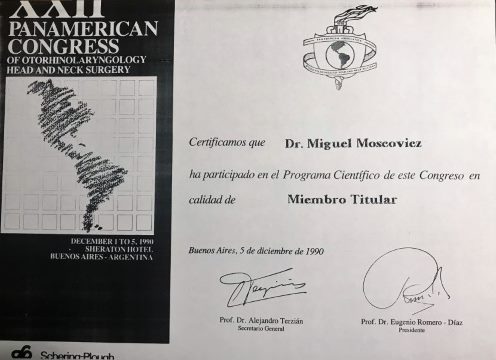 XXII
PANAMERICAN
CONGRESS
OF OTORHINOLARYNGOLOGY
HEAD AND NECK SURGERY
DECEMBER 1 TO 5, 1990
SHERATON HOTEL
BUENOS AIRES - ARGENTINA
Schering-Plough
Certificamos que Dr. Miguel Moscovicz
ha participado en el Programa Científico de este Congreso en
calidad de Miembro Titular
Buenos Aires, 5 de diciembre de 1990
Prof. Dr. Alejandro Terzián
Secretario General
Prof. Dr. Eugenio Romero - Díaz
Presidente